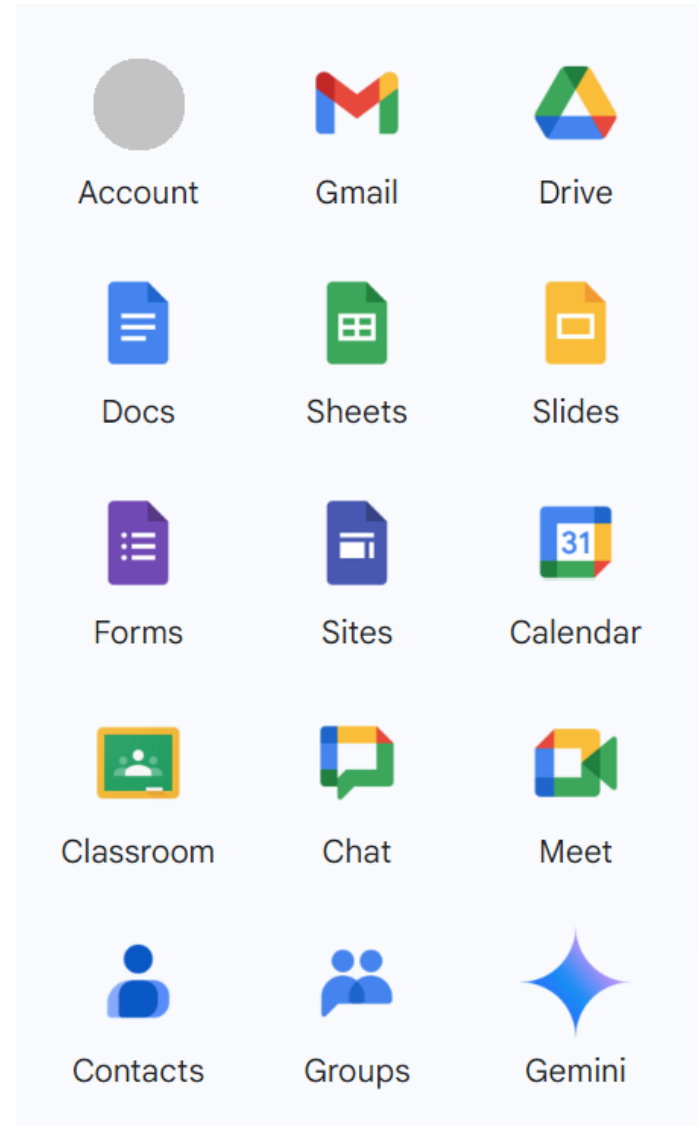 Account Gmail Drive
Docs Sheets Slides
Forms Sites 31 Calendar
Classroom Chat Meet
Contacts Groups Gemini